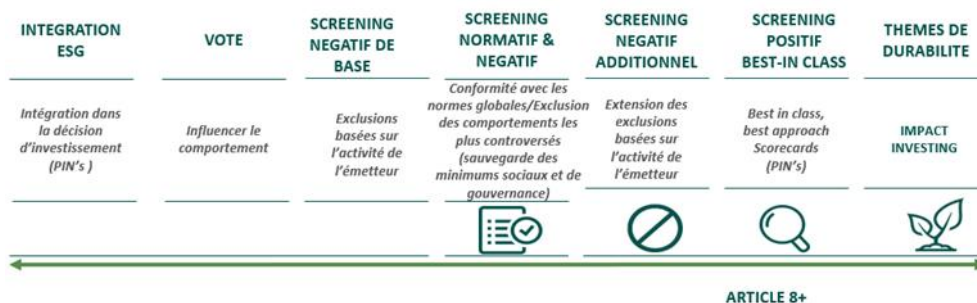 INTEGRATION
ESG
VOTE
SCREENING
NEGATIF DE
BASE
SCREENING
NORMATIF &
NEGATIF
SCREENING
NEGATIF
ADDITIONNEL
SCREENING
POSITIF
BEST-IN CLASS
THEMES DE
DURABILITE
Intégration dans
la décision
d'investissement
(PIN's )
Influencer le
comportement
Exclusions
basées sur
l'activité de
l'émetteur
Conformité avec les
normes globales/Exclusion
des comportements les
plus controversés
(sauvegarde des
minimums sociaux et de
gouvernance)
Extension des
exclusions
basées sur
l'activité de
l'émetteur
Best in class,
best approach
Scorecards
(PIN's)
IMPACT
INVESTING
ARTICLE 8+